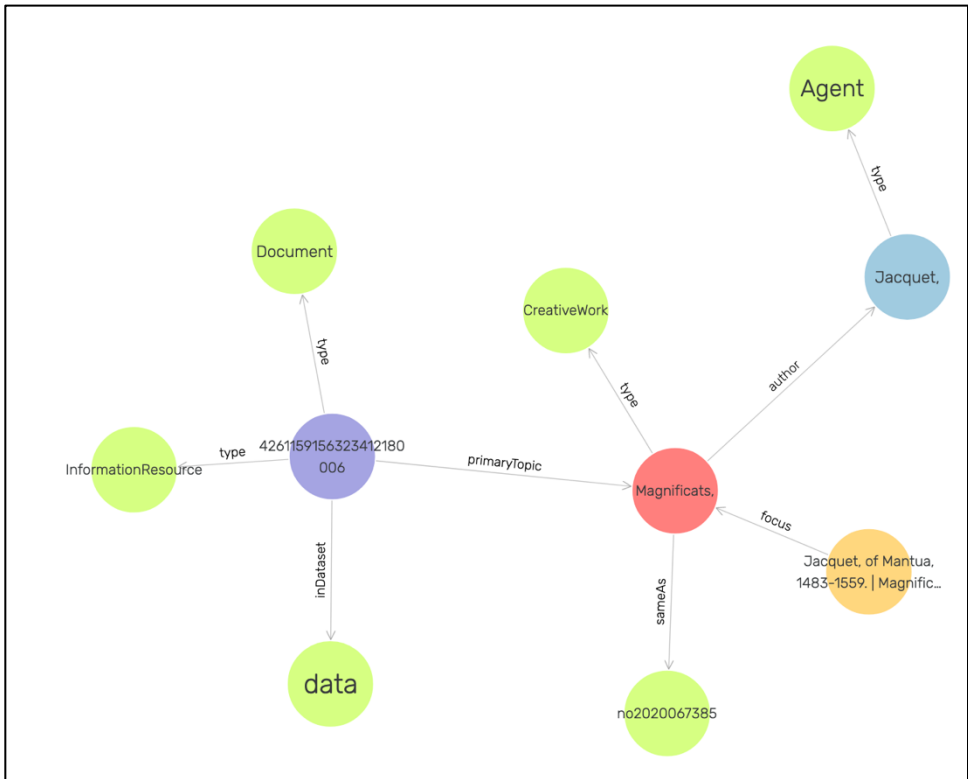 Agent
type
Document
Jacquet,
CreativeWork
type
type
author
4261159156323412180
006
type
InformationResource
primaryTopic
Magnificats,
focus
inDataset
Jacquet, of Mantua,
1483-1559. | Magnific...
sameAs
data
no2020067385